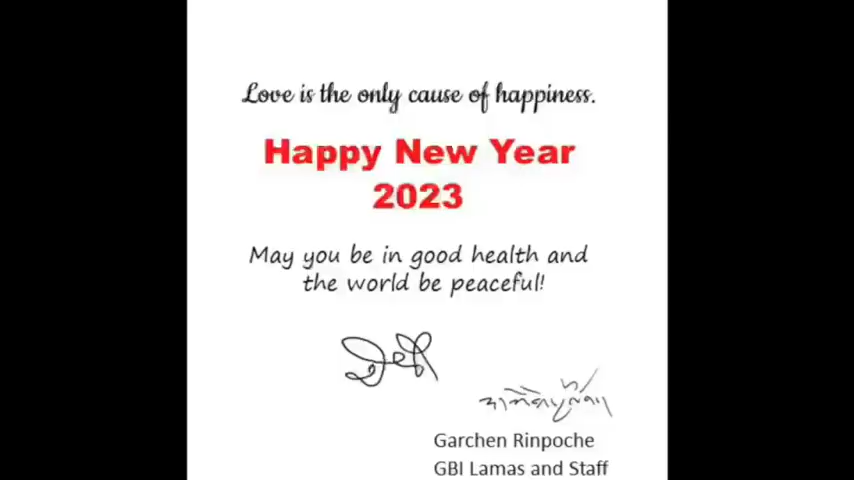 Love is the only cause of happiness.
Happy New Year
2023
May you be in good health and
the world be peaceful!
Garchen Rinpoche
GBI Lamas and Staff